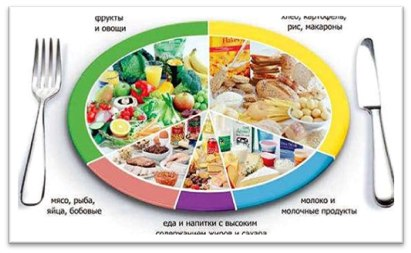 фрукты
и овощи
хлеб, картофель,
рис, макароны
мясо, рыба,
яйца, бобовые
молоко и
молочные продукты
еда и напитки с высоким
содержанием жиров и сахара